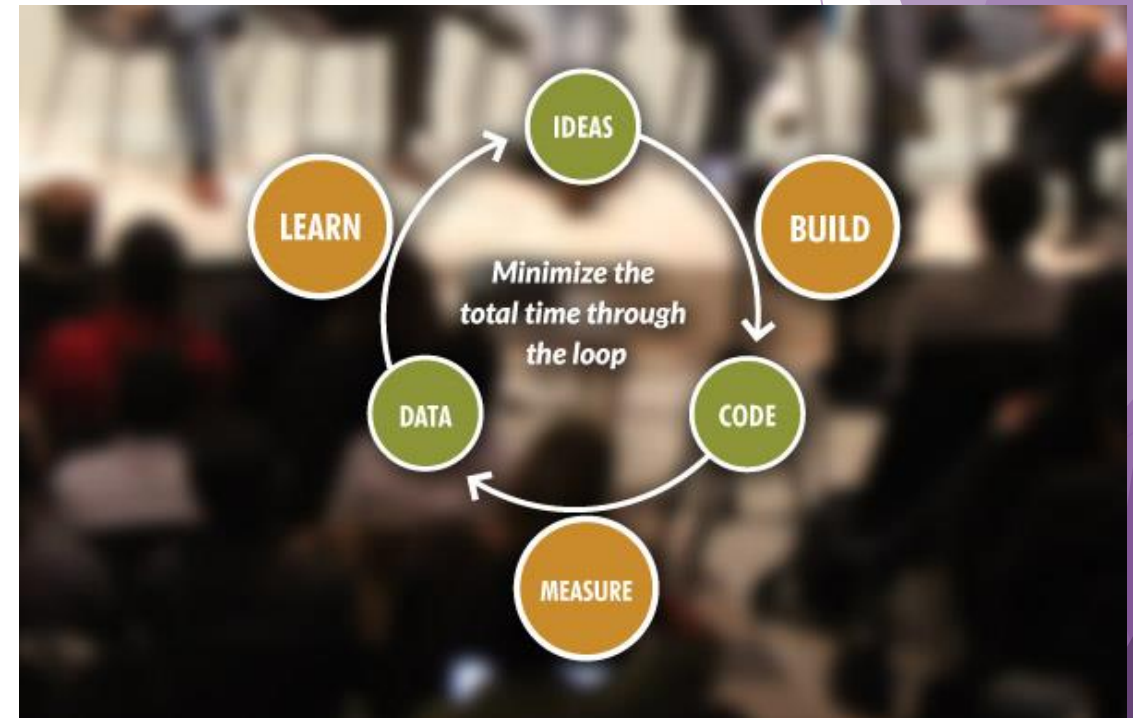 IDEAS
LEARN
BUILD
Minimize the
total time through
the loop
DATA
CODE
MEASURE